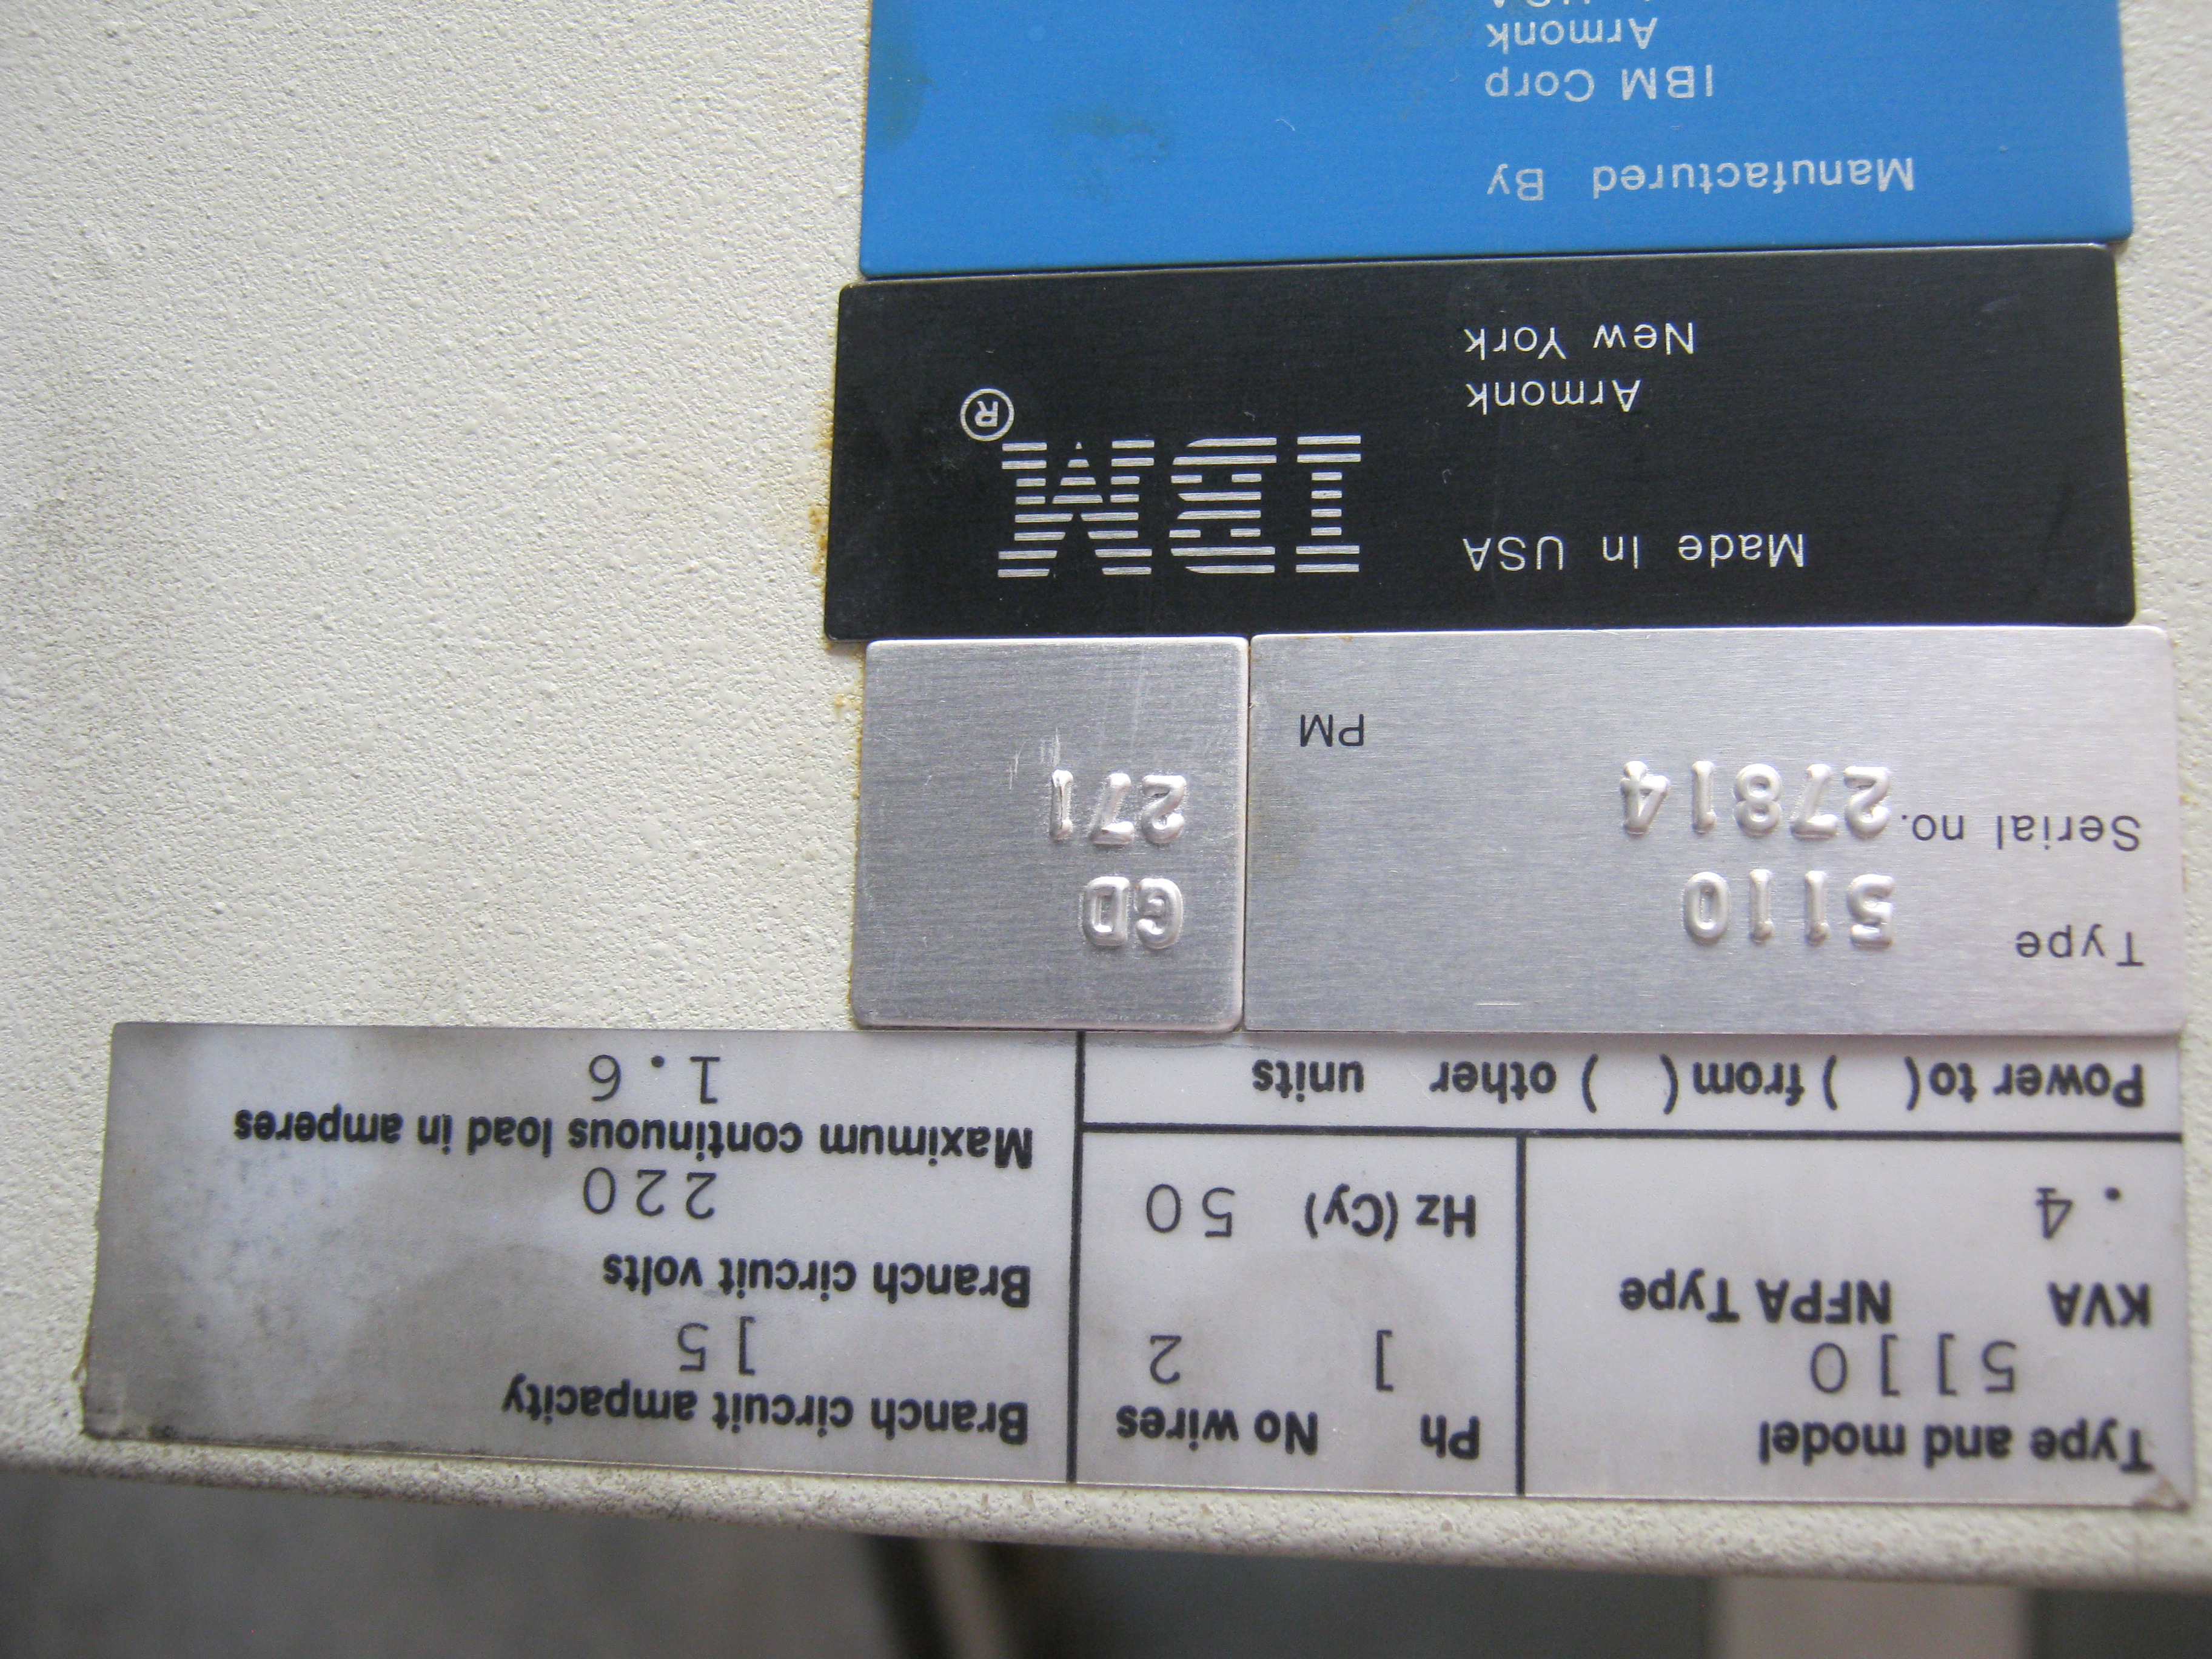 Type and model
5110
KVA NFPA Type
.4
Ph No wires
1 2
Hz (Cy) 50
Branch circuit ampacity
15
Branch circuit volts
220
Maximum continuous load in amperes
1.6
Power to ( ) from ( ) other units
Type 5110
Serial no. 27814
PM
GD
271
Made in USA
Armonk
New York
IBM®
Manufactured By
IBM Corp
Armonk
USA